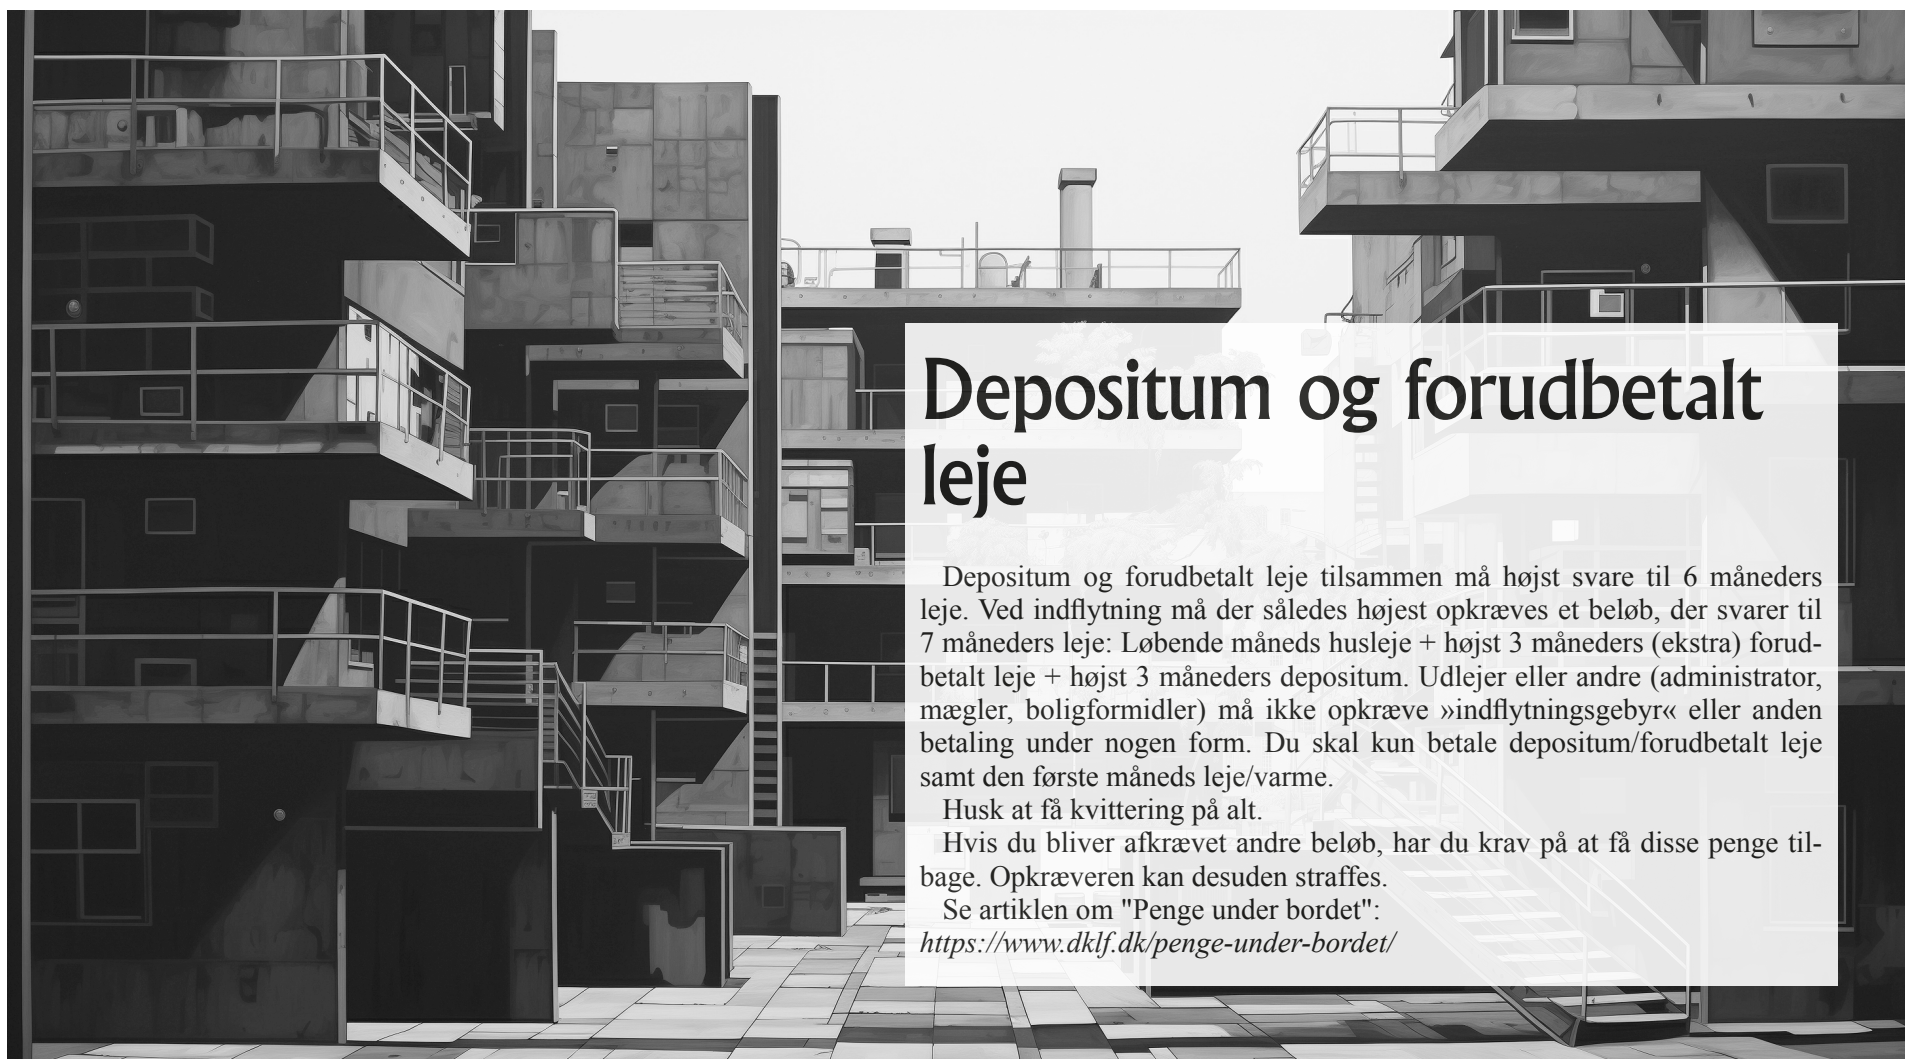 Depositum og forudbetalt
leje
Depositum og forudbetalt leje tilsammen må højst svare til 6 måneders
leje. Ved indflytning må der således højest opkræves et beløb, der svarer til
7 måneders leje: Løbende måneds husleje + højst 3 måneders (ekstra) forud-
betalt leje + højst 3 måneders depositum. Udlejer eller andre (administrator,
mægler, boligformidler) må ikke opkræve »indflytningsgebyr« eller anden
betaling under nogen form. Du skal kun betale depositum/forudbetalt leje
samt den første måneds leje/varme.
Husk at få kvittering på alt.
Hvis du bliver afkrævet andre beløb, har du krav på at få disse penge til-
bage. Opkræveren kan desuden straffes.
Se artiklen om "Penge under bordet":
https://www.dklf.dk/penge-under-bordet/